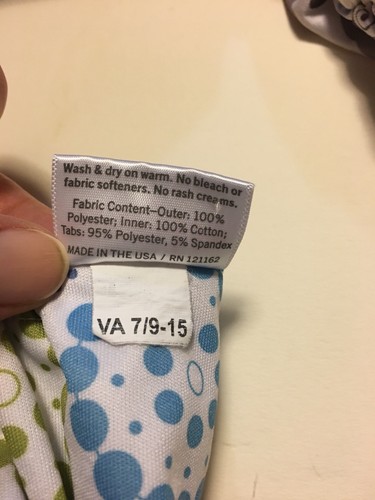 Wash & dry on warm. No bleach or
fabric softeners. No rash creams.
Fabric Content—Outer: 100%
Polyester; Inner: 100% Cotton;
Tabs: 95% Polyester, 5% Spandex
MADE IN THE USA / RN 121162
VA 7/9-15